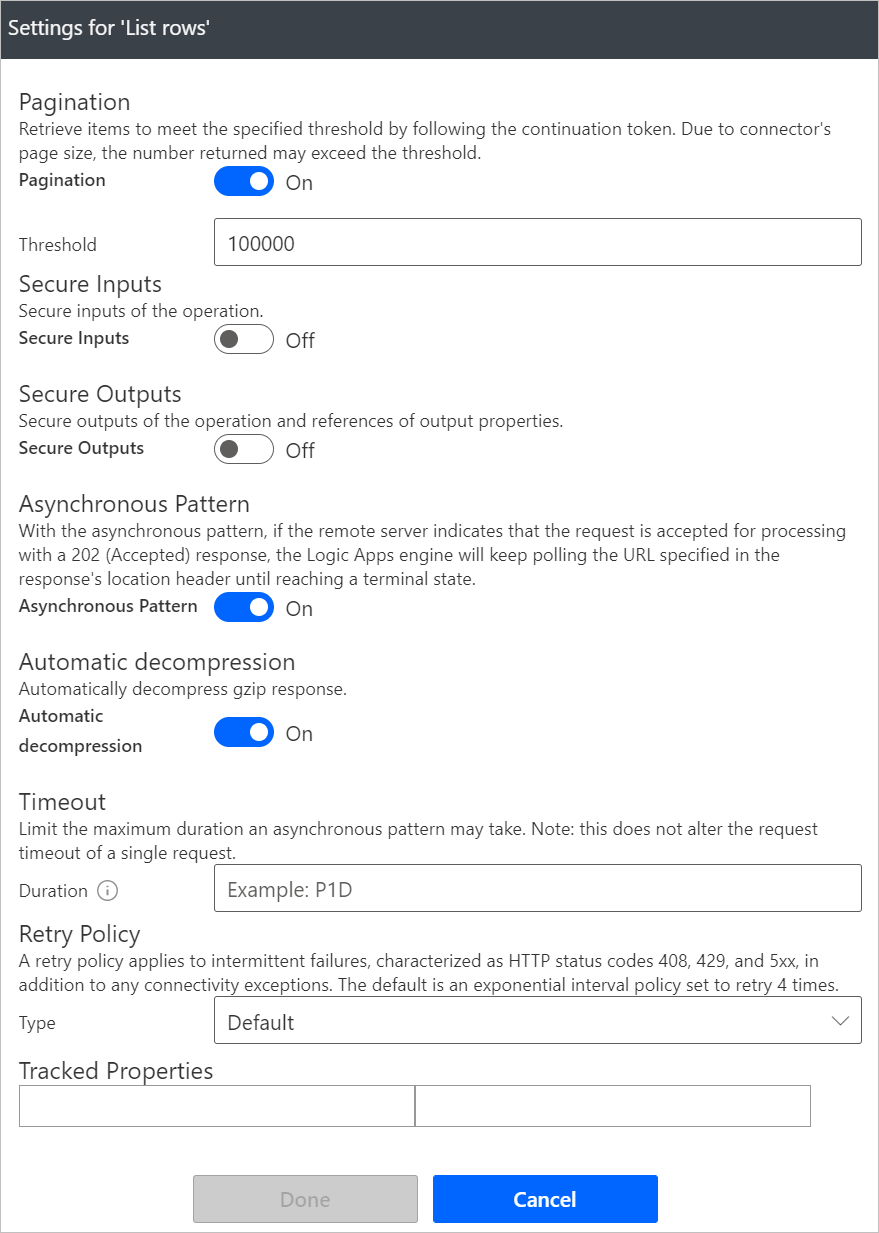 Settings for 'List rows'
Pagination
Retrieve items to meet the specified threshold by following the continuation token. Due to connector's
page size, the number returned may exceed the threshold.
Pagination On
Threshold 100000
Secure Inputs
Secure inputs of the operation.
Secure Inputs Off
Secure Outputs
Secure outputs of the operation and references of output properties.
Secure Outputs Off
Asynchronous Pattern
With the asynchronous pattern, if the remote server indicates that the request is accepted for processing
with a 202 (Accepted) response, the Logic Apps engine will keep polling the URL specified in the
response's location header until reaching a terminal state.
Asynchronous Pattern On
Automatic decompression
Automatically decompress gzip response.
Automatic
decompression On
Timeout
Limit the maximum duration an asynchronous pattern may take. Note: this does not alter the request
timeout of a single request.
Duration Example: P1D
Retry Policy
A retry policy applies to intermittent failures, characterized as HTTP status codes 408, 429, and 5xx, in
addition to any connectivity exceptions. The default is an exponential interval policy set to retry 4 times.
Type Default
Tracked Properties
Done Cancel